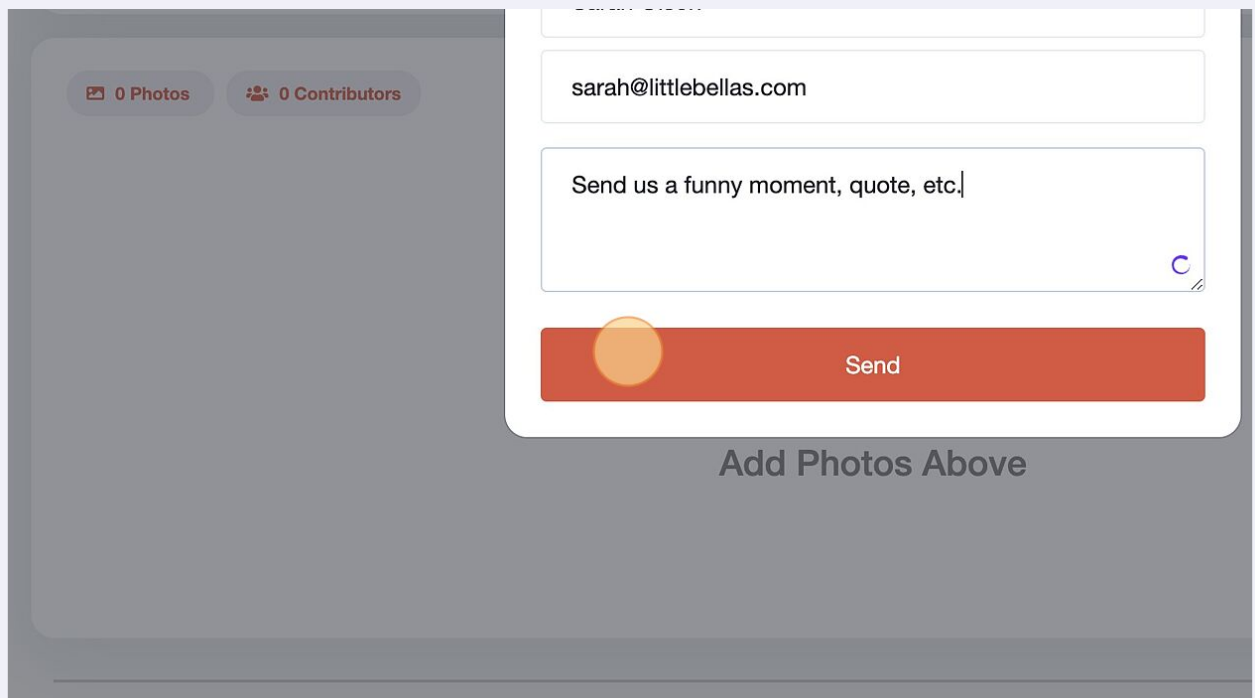 0 Photos 0 Contributors
sarah@littlebellas.com
Send us a funny moment, quote, etc.
Send
Add Photos Above